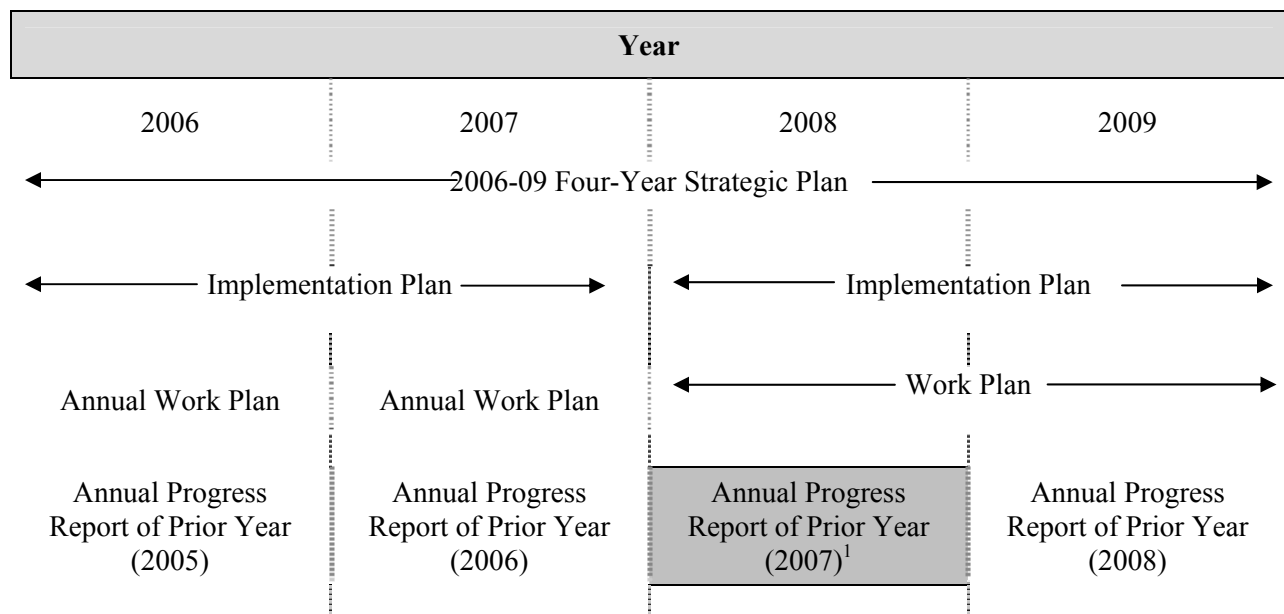 Year
2006 2007 2008 2009
2006-09 Four-Year Strategic Plan
Implementation Plan Implementation Plan
Work Plan
Annual Work Plan Annual Work Plan
Annual Progress Annual Progress Annual Progress Annual Progress
Report of Prior Year Report of Prior Year Report of Prior Year Report of Prior Year
(2005) (2006) (2007)¹ (2008)